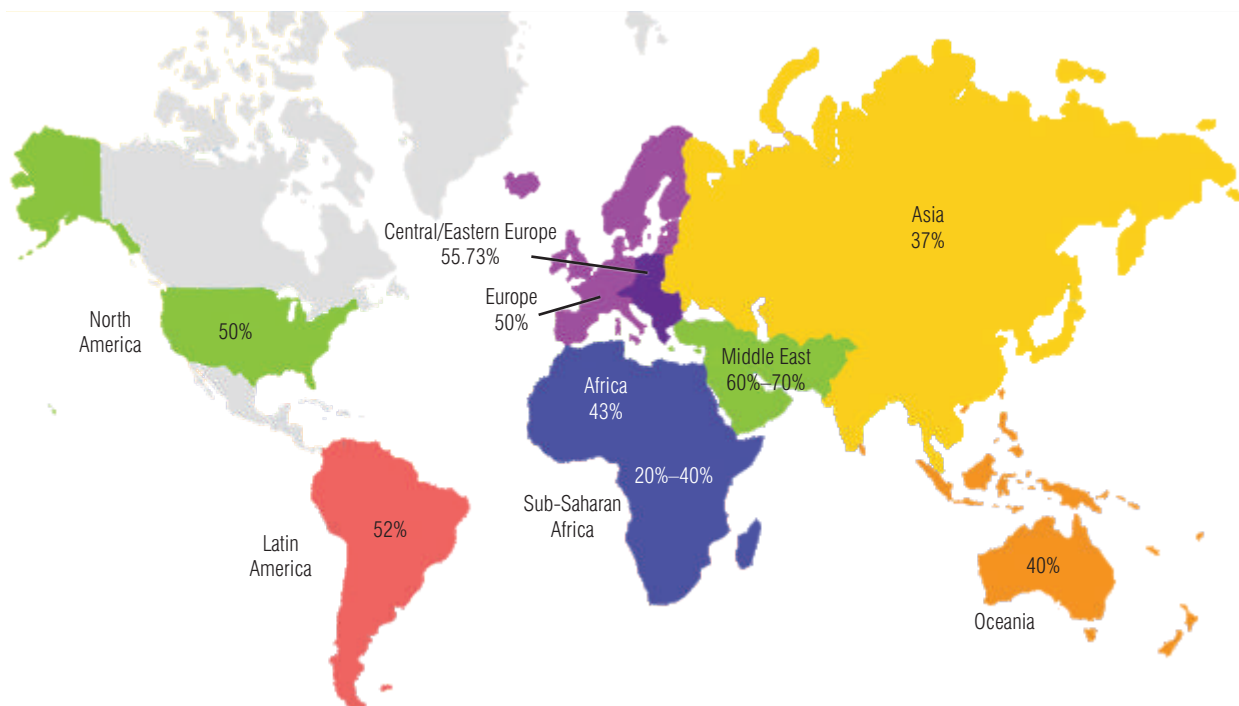 North
America
50%
Latin
America
52%
Central/Eastern Europe
55.73%
Europe
50%
Africa
43%
20%–40%
Sub-Saharan
Africa
Middle East
60%–70%
Asia
37%
40%
Oceania